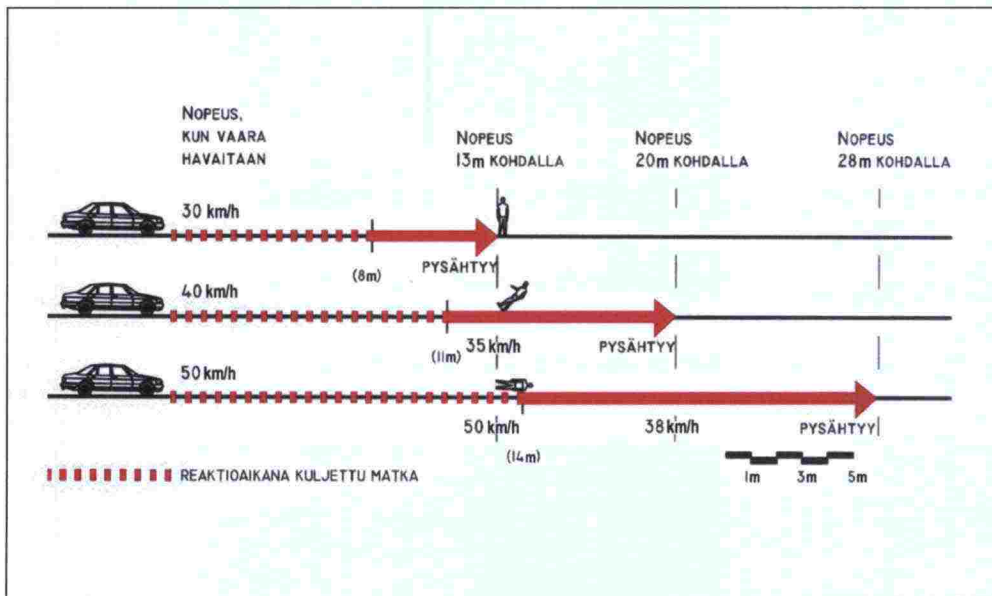 NOPEUS,
KUN VAARA
HAVAITAAN
NOPEUS
13m KOHDALLA
NOPEUS
20m KOHDALLA
NOPEUS
28m KOHDALLA
30 km/h
(8m)
PYSÄHTYY
40 km/h
(11m)
35 km/h
PYSÄHTYY
50 km/h
50 km/h
(14m)
38 km/h
PYSÄHTYY
REAKTIOAIKANA KULJETTU MATKA
1m 3m 5m